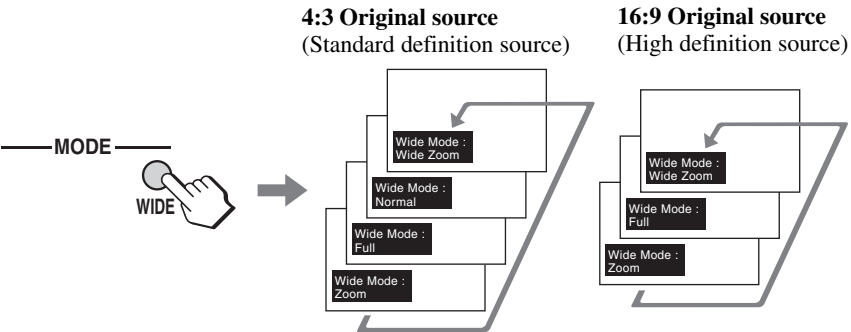 4:3 Original source
(Standard definition source)
16:9 Original source
(High definition source)
MODE
WIDE
Wide Mode :
Wide Zoom
Wide Mode :
Normal
Wide Mode :
Full
Wide Mode :
Zoom
Wide Mode :
Wide Zoom
Wide Mode :
Full
Wide Mode :
Zoom